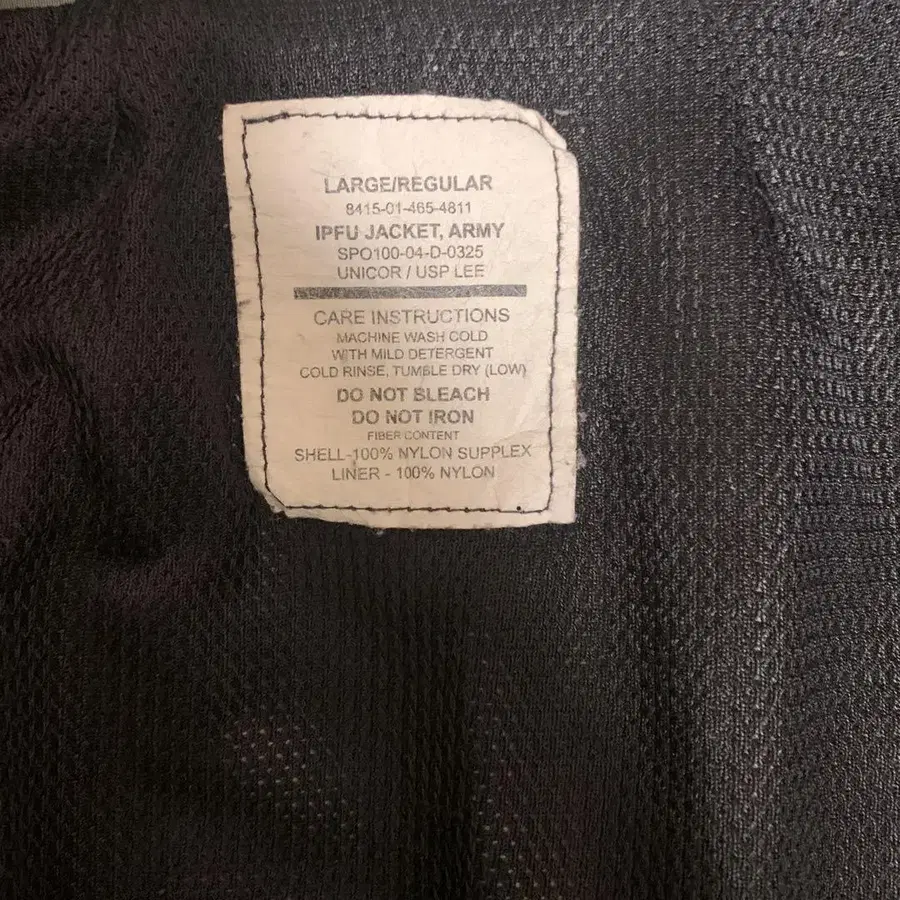 LARGE/REGULAR
8415-01-465-4811
IPFU JACKET, ARMY
SPO100-04-D-0325
UNICOR / USP LEE
CARE INSTRUCTIONS
MACHINE WASH COLD
WITH MILD DETERGENT
COLD RINSE, TUMBLE DRY (LOW)
DO NOT BLEACH
DO NOT IRON
FIBER CONTENT
SHELL-100% NYLON SUPPLEX
LINER - 100% NYLON